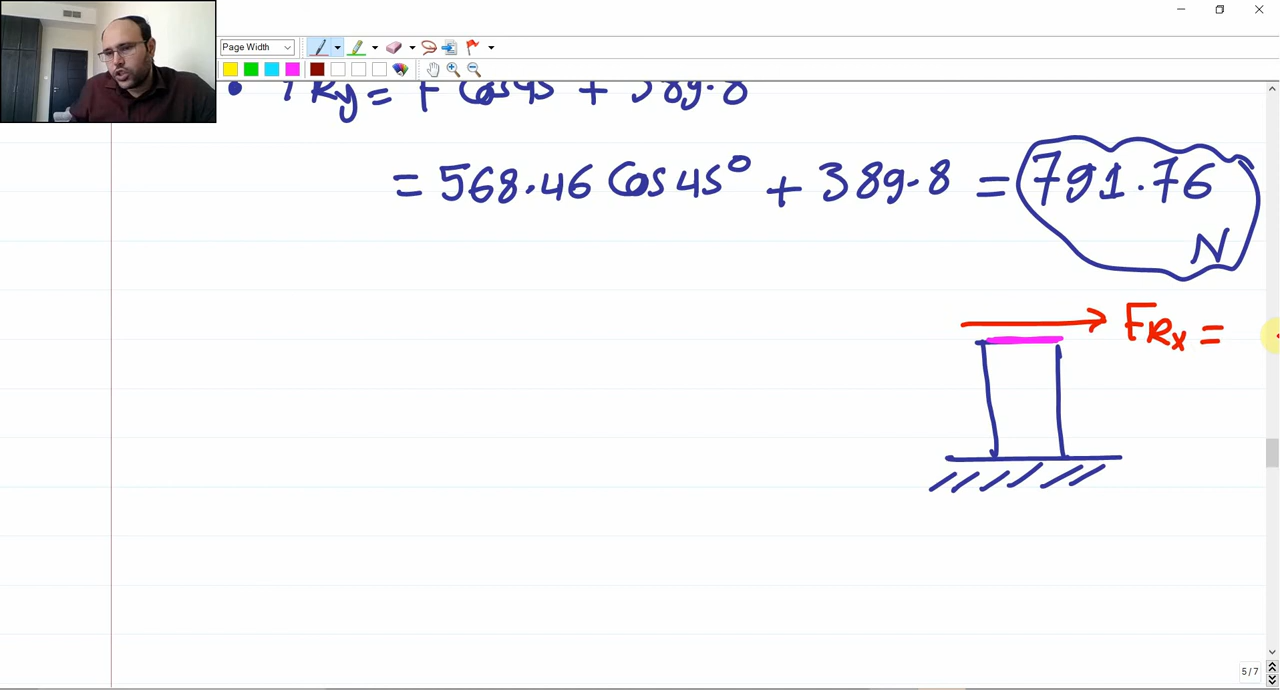 Page Width
• FRy = F Cos45 + 389.8
= 568.46 Cos 45° + 389.8 = 791.76
N
FRx =
5/7